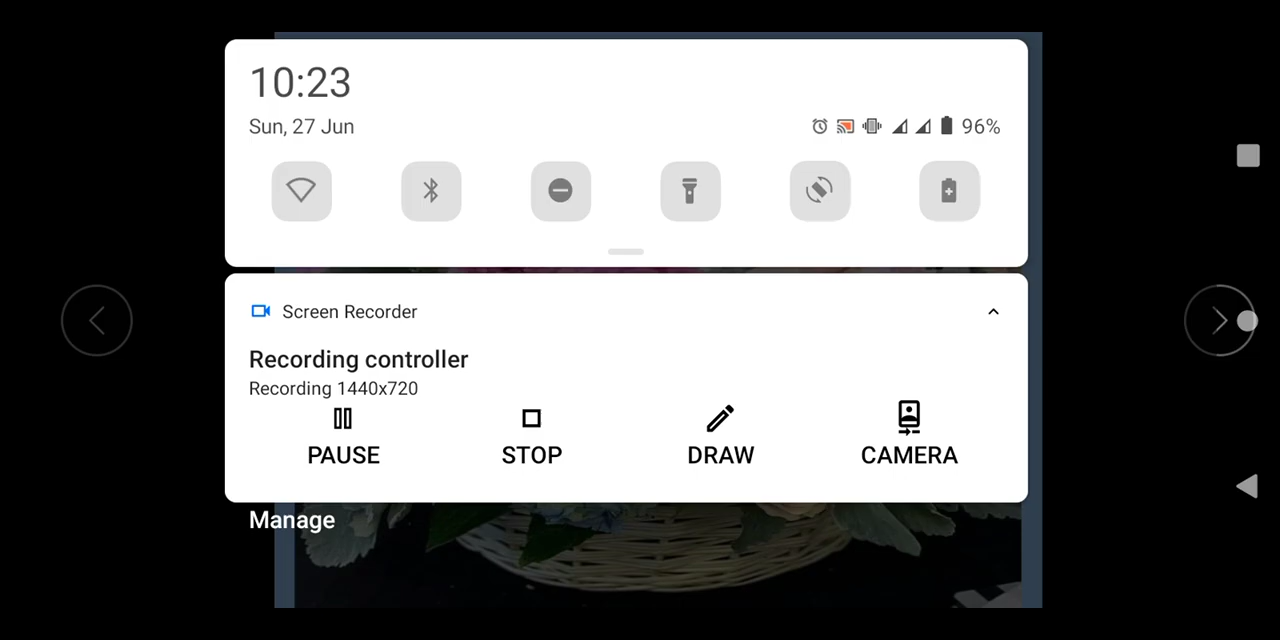 10:23
Sun, 27 Jun
96%
Screen Recorder
Recording controller
Recording 1440x720
PAUSE STOP DRAW CAMERA
Manage